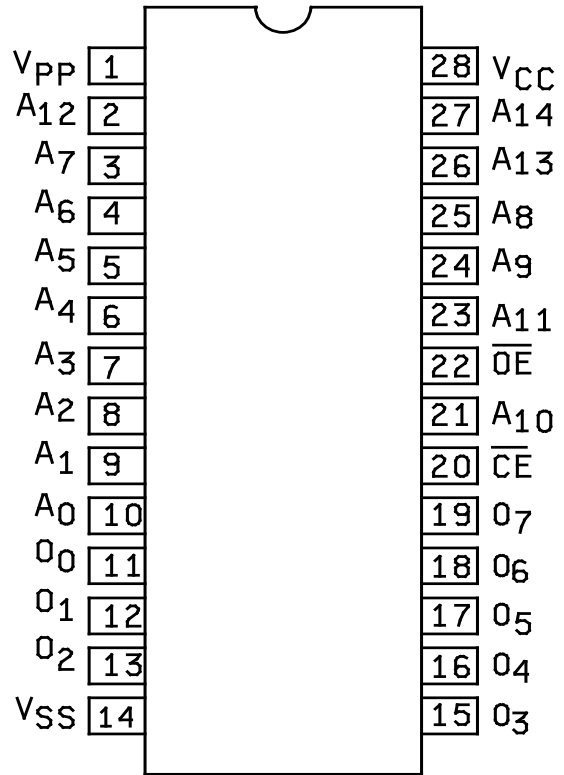 VPP 1 28 VCC
A12 2 27 A14
A7 3 26 A13
A6 4 25 A8
A5 5 24 A9
A4 6 23 A11
A3 7 22 O̅E̅
A2 8 21 A10
A1 9 20 C̅E̅
A0 10 19 O7
O0 11 18 O6
O1 12 17 O5
O2 13 16 O4
VSS 14 15 O3